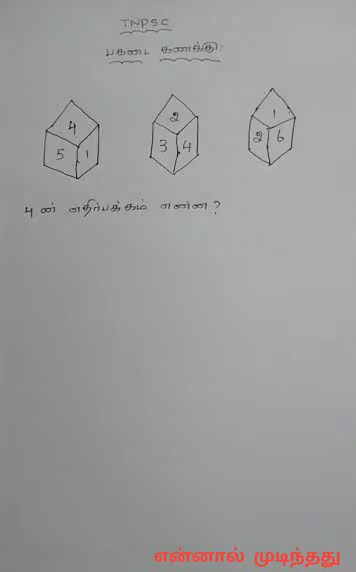 TNPSC
பகடை கணக்கு:
4 5 1 2 3 4 1 2 6
4 ன் எதிர்பக்கம் என்ன?
என்னால் முடிந்தது